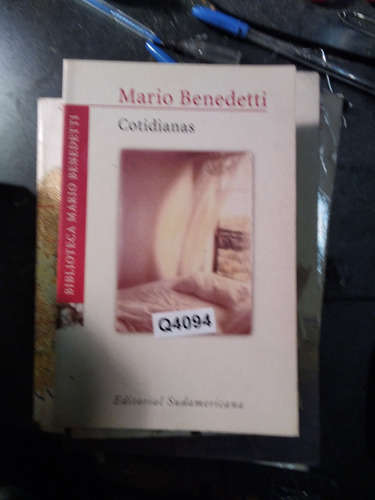 Mario Benedetti
Cotidianas
BIBLIOTECA MARIO BENEDETTI
Q4094
Editorial Sudamericana